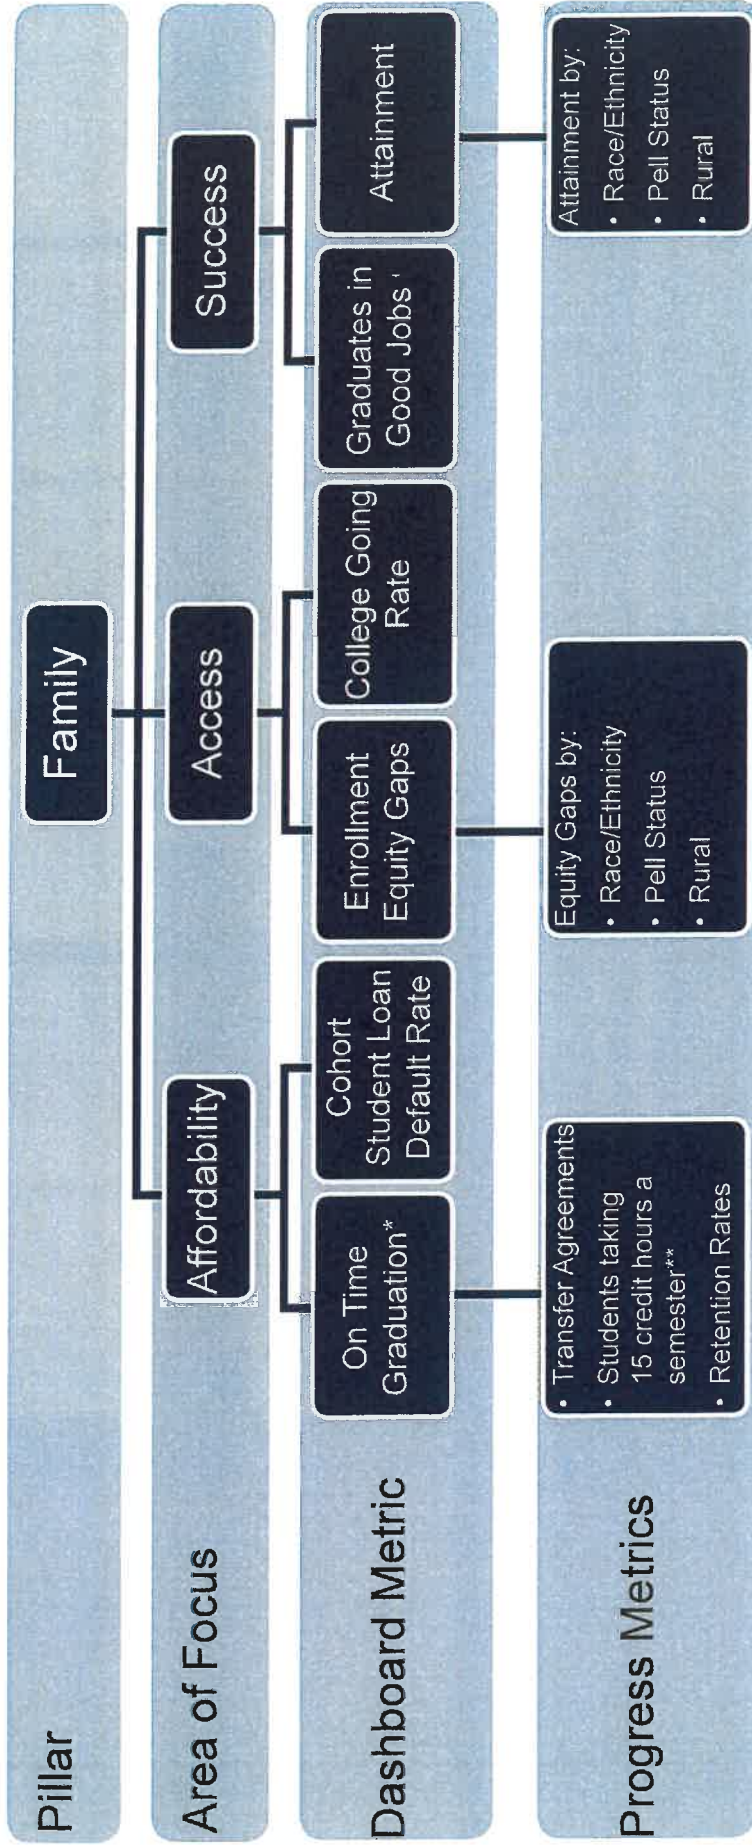 Pillar
Family
Area of Focus
Affordability
Access
Success
Dashboard Metric
On Time
Graduation*
Cohort
Student Loan
Default Rate
Enrollment
Equity Gaps
College Going
Rate
Graduates in
Good Jobs
Attainment
Progress Metrics
• Transfer Agreements
• Students taking
15 credit hours a
semester**
• Retention Rates
Equity Gaps by:
• Race/Ethnicity
• Pell Status
• Rural
Attainment by:
• Race/Ethnicity
• Pell Status
• Rural